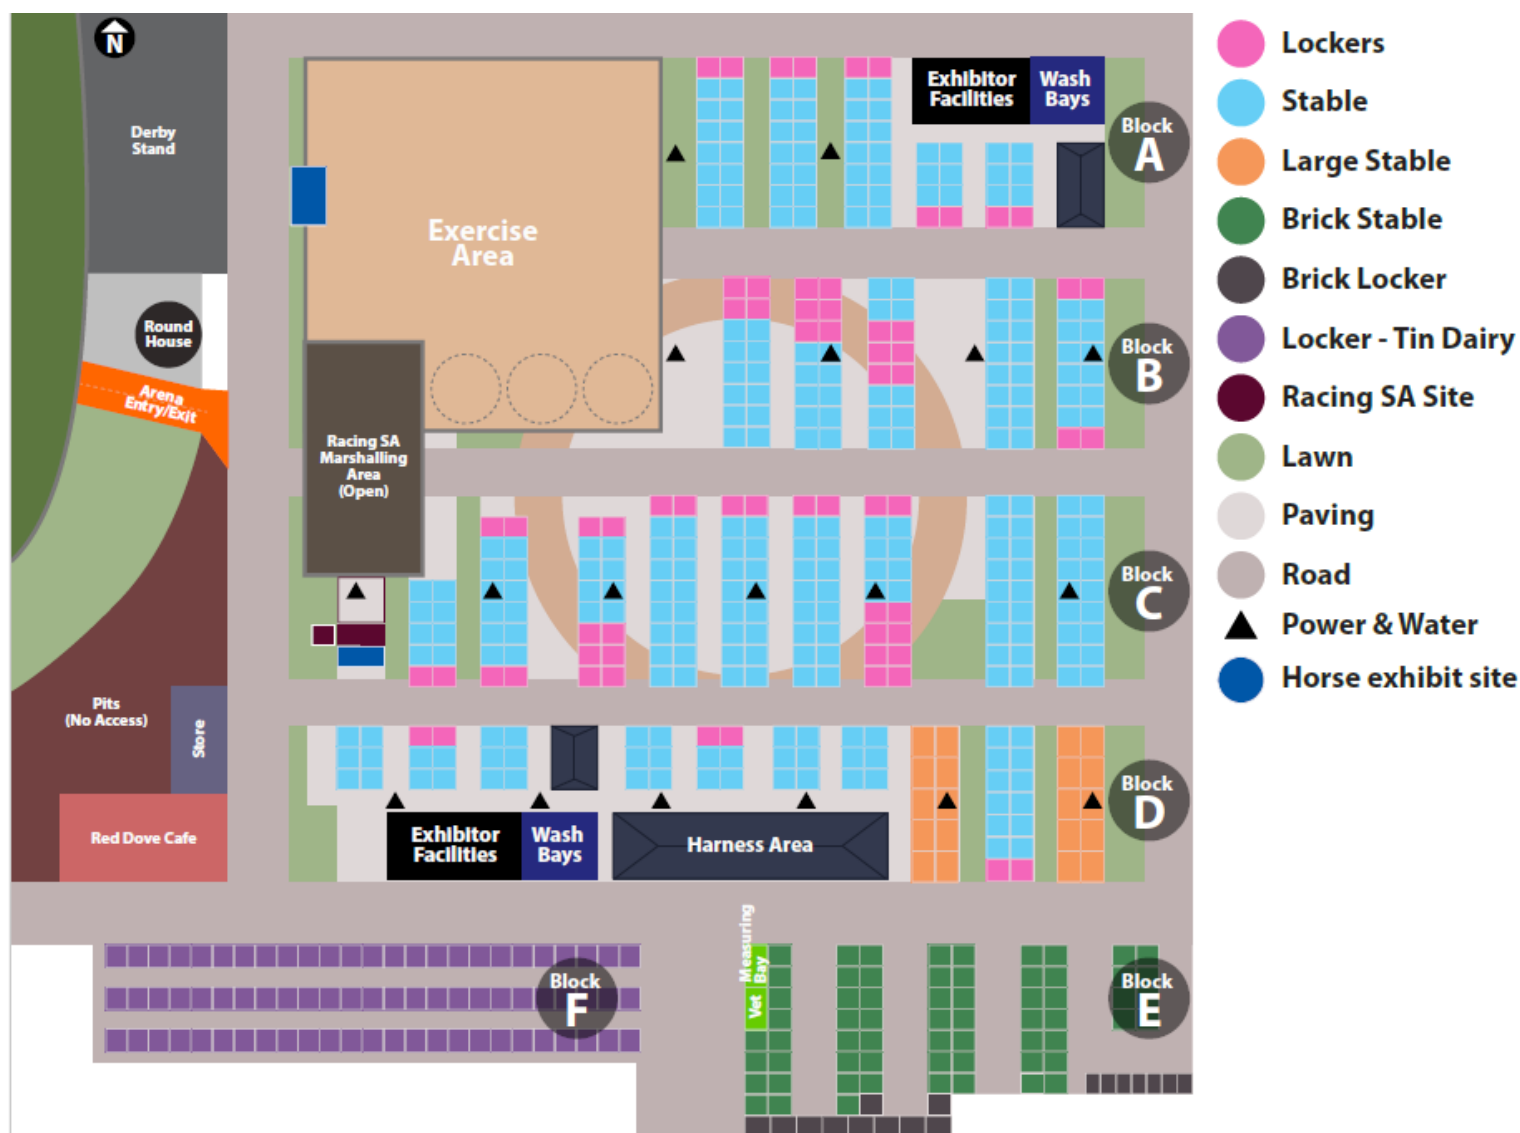 N
Derby
Stand
Round
House
Arena
Entry/Exit
Exercise
Area
Racing SA
Marshalling
Area
(Open)
Exhibitor
Facilities
Wash
Bays
Block
A
Block
B
Block
C
Pits
(No Access)
Store
Red Dove Cafe
Exhibitor
Facilities
Wash
Bays
Harness Area
Block
D
Block
F
Measuring
Bay
Vet
Block
E
Lockers
Stable
Large Stable
Brick Stable
Brick Locker
Locker - Tin Dairy
Racing SA Site
Lawn
Paving
Road
Power & Water
Horse exhibit site